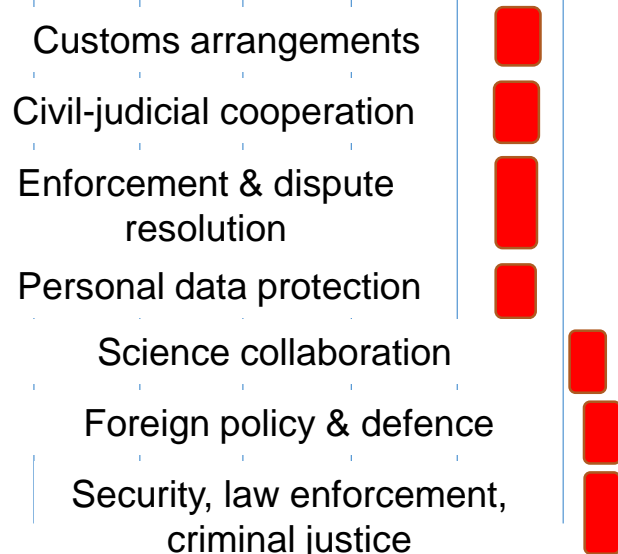 Customs arrangements
Civil-judicial cooperation
Enforcement & dispute
resolution
Personal data protection
Science collaboration
Foreign policy & defence
Security, law enforcement,
criminal justice